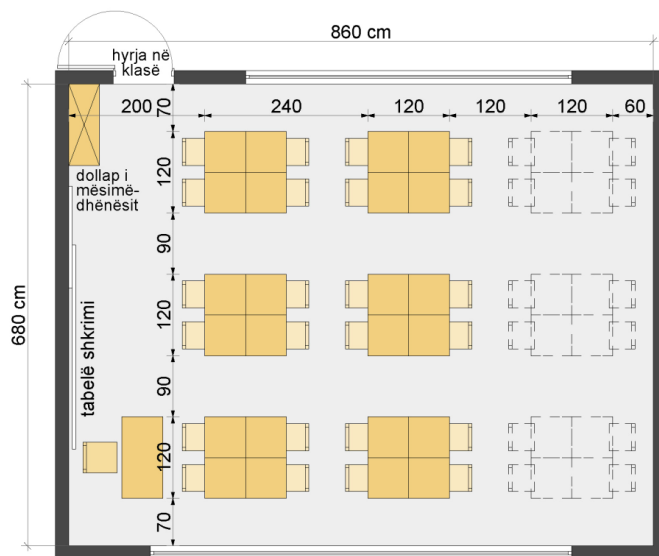 860 cm
hyrja në
klasë
200
240
120
120
120
60
70
120
90
120
90
120
70
dollap i
mësimë-
dhënësit
tabelë shkrimi
680 cm